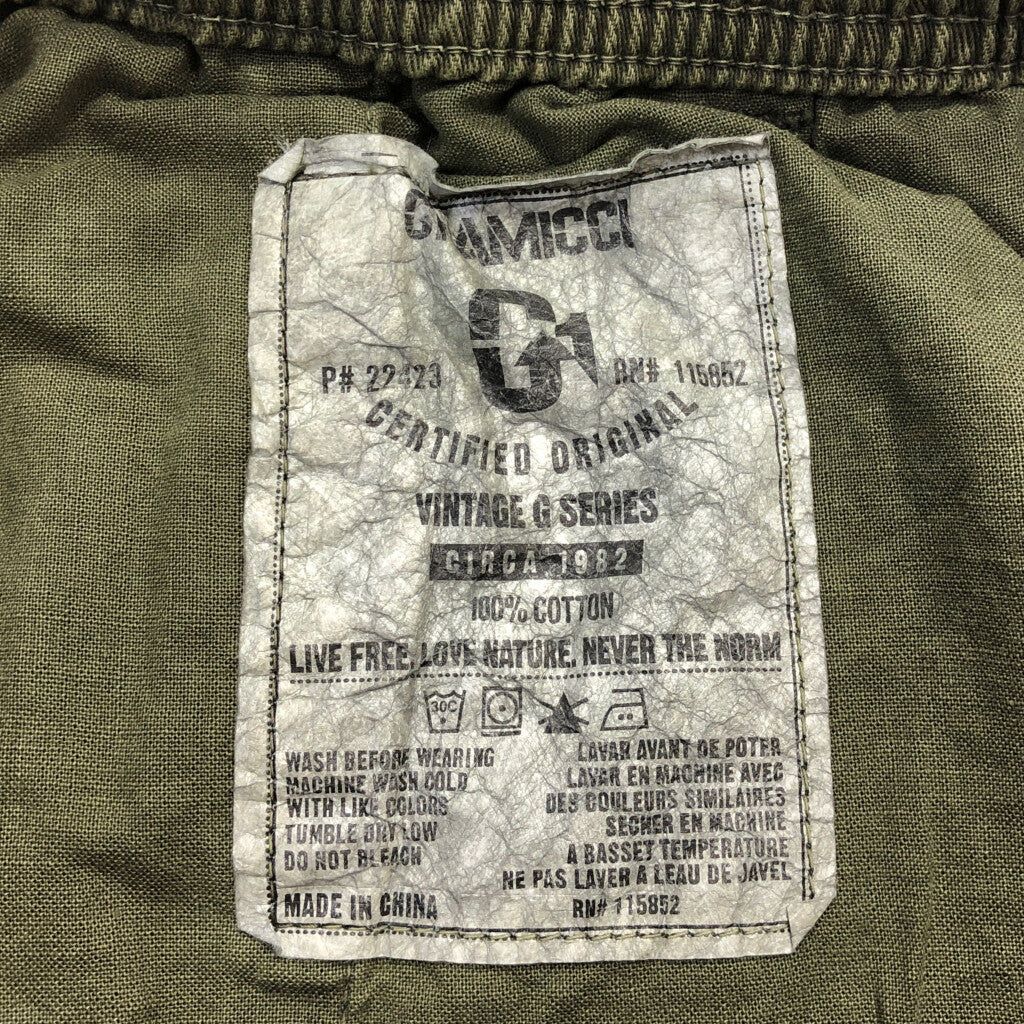 GRAMICCI
G
P# 22423
RN# 115852
CERTIFIED ORIGINAL
VINTAGE G SERIES
CIRCA 1982
100% COTTON
LIVE FREE. LOVE NATURE. NEVER THE NORM
30C
WASH BEFORE WEARING
MACHINE WASH COLD
WITH LIKE COLORS
TUMBLE DRY LOW
DO NOT BLEACH
MADE IN CHINA
LAVAR AVANT DE POTER
LAVAR EN MACHINE AVEC
DES COULEURS SIMILAIRES
SECHER EN MACHINE
A BASSET TEMPERATURE
NE PAS LAVER A LEAU DE JAVEL
RN# 115852